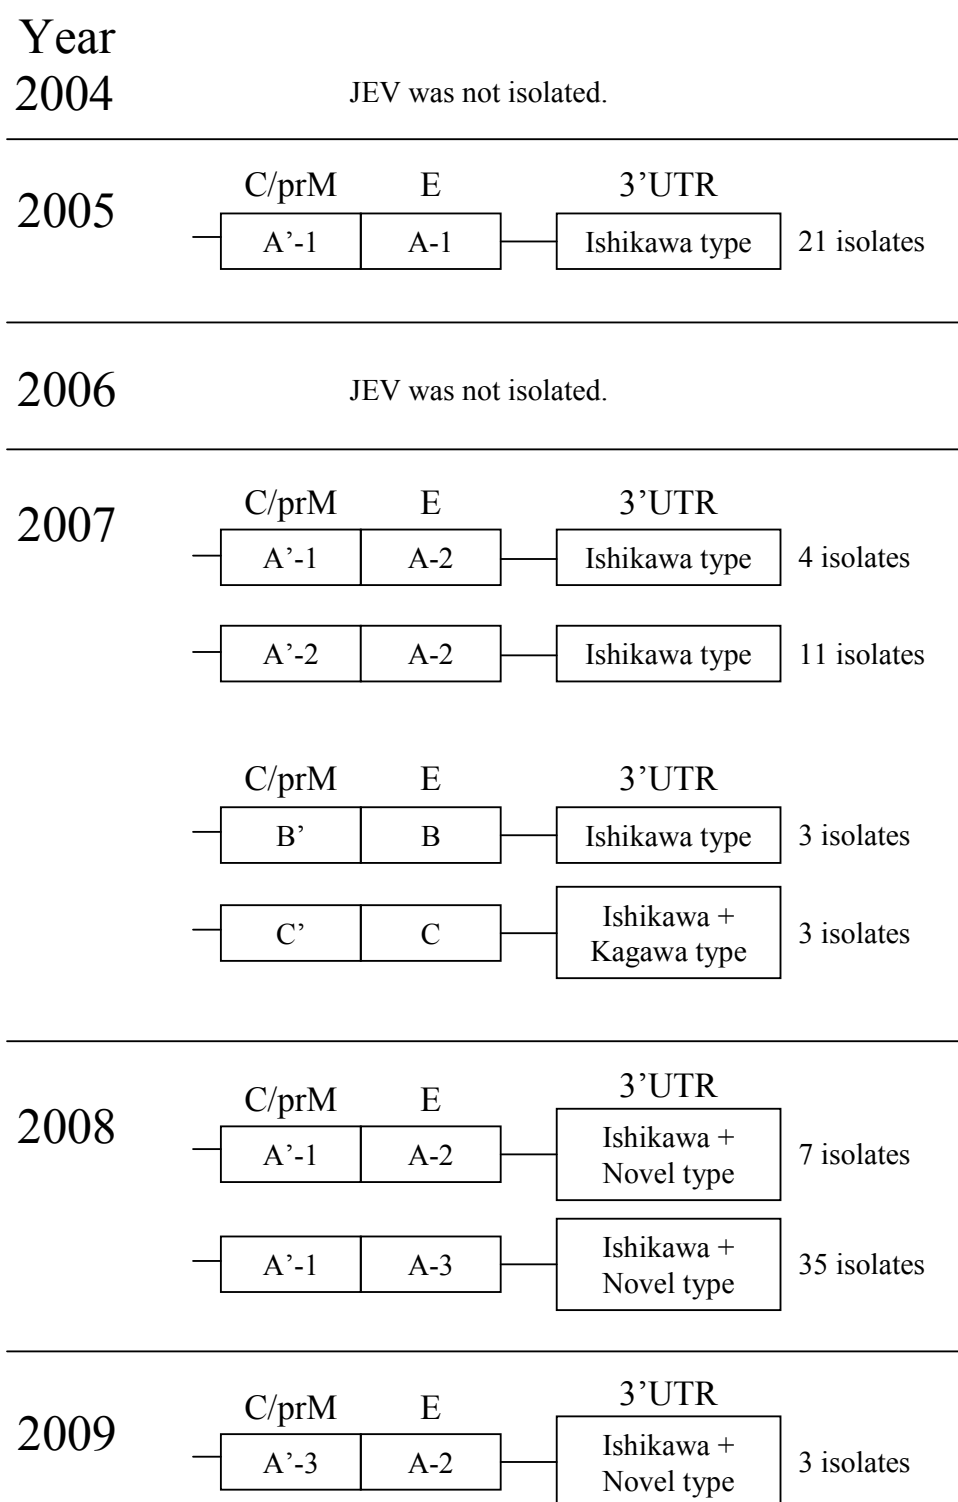 Year
2004
JEV was not isolated.
2005
C/prM E 3’UTR
A’-1 A-1 Ishikawa type 21 isolates
2006
JEV was not isolated.
2007
C/prM E 3’UTR
A’-1 A-2 Ishikawa type 4 isolates
A’-2 A-2 Ishikawa type 11 isolates
C/prM E 3’UTR
B’ B Ishikawa type 3 isolates
C’ C Ishikawa +
Kagawa type 3 isolates
2008
C/prM E 3’UTR
A’-1 A-2 Ishikawa +
Novel type 7 isolates
A’-1 A-3 Ishikawa +
Novel type 35 isolates
2009
C/prM E 3’UTR
A’-3 A-2 Ishikawa +
Novel type 3 isolates